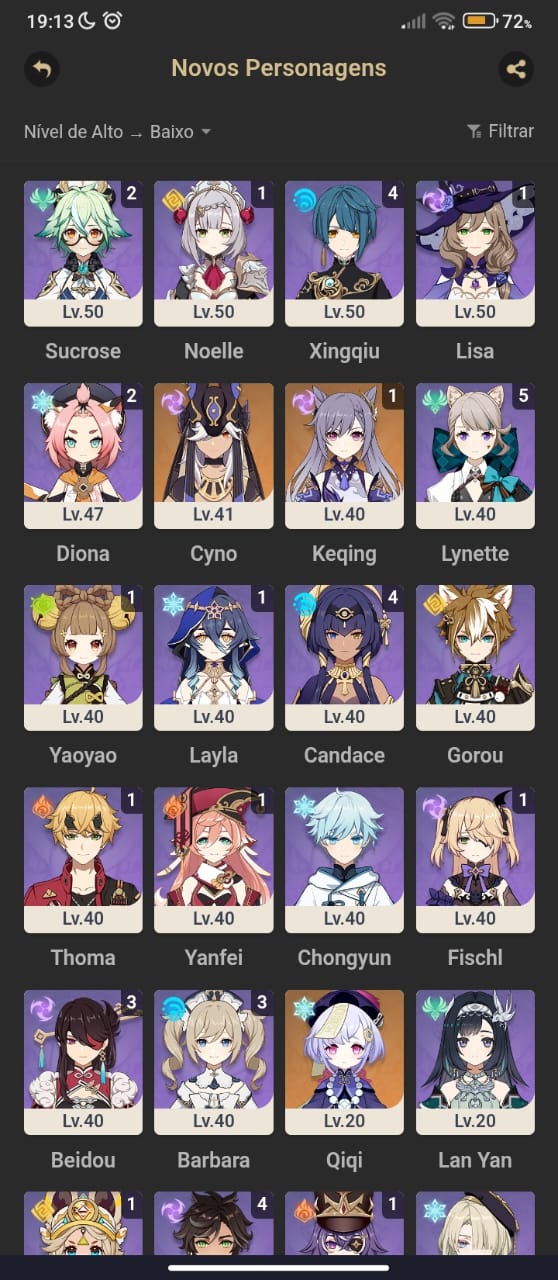 19:13 72%
Novos Personagens
Nível de Alto → Baixo Filtrar
2 1 4 1
Lv.50 Lv.50 Lv.50 Lv.50
Sucrose Noelle Xingqiu Lisa
2 1 5
Lv.47 Lv.41 Lv.40 Lv.40
Diona Cyno Keqing Lynette
1 1 4
Lv.40 Lv.40 Lv.40 Lv.40
Yaoyao Layla Candace Gorou
1 1 1
Lv.40 Lv.40 Lv.40 Lv.40
Thoma Yanfei Chongyun Fischl
3 3
Lv.40 Lv.40 Lv.20 Lv.20
Beidou Barbara Qiqi Lan Yan
1 4 1